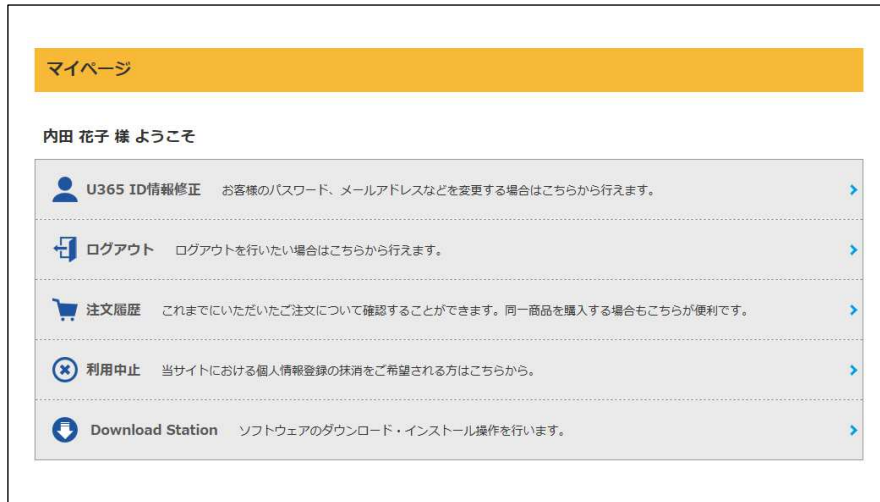 マイページ
内田 花子 様 ようこそ
U365 ID情報修正 お客様のパスワード、メールアドレスなどを変更する場合はこちらから行えます。
ログアウト ログアウトを行いたい場合はこちらから行えます。
注文履歴 これまでにいただいたご注文について確認することができます。同一商品を購入する場合もこちらが便利です。
利用中止 当サイトにおける個人情報登録の抹消をご希望される方はこちらから。
Download Station ソフトウェアのダウンロード・インストール操作を行います。